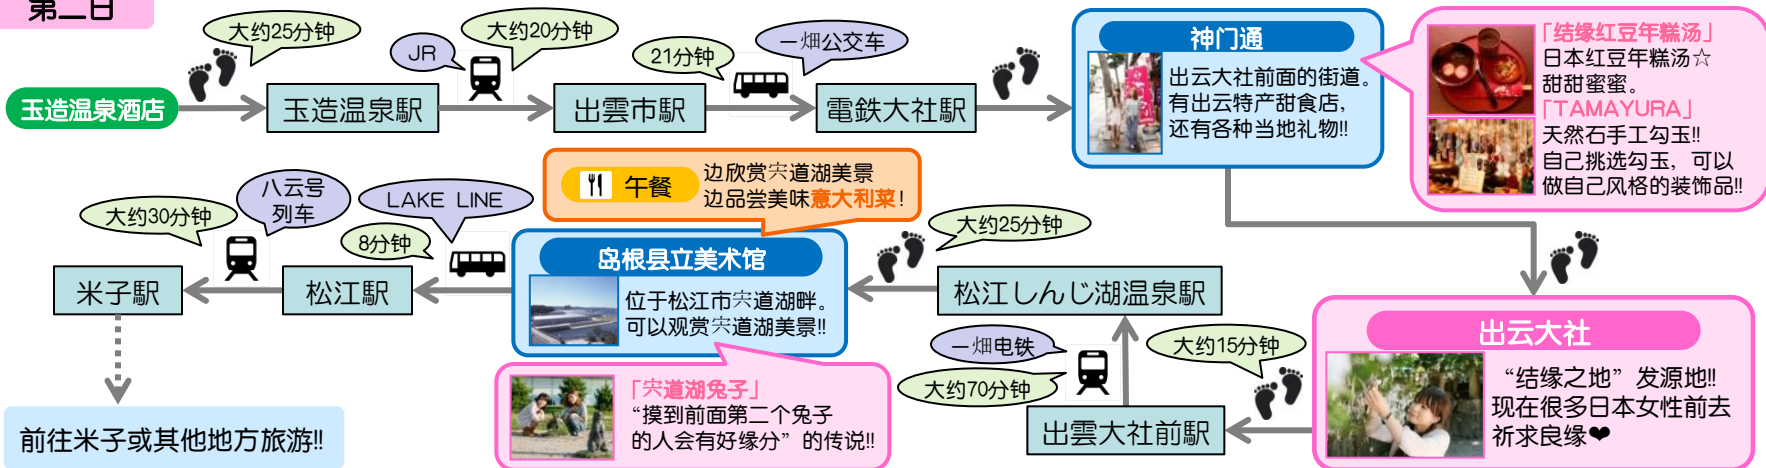 第二日
玉造温泉酒店
大约25分钟
玉造温泉駅
JR
大约20分钟
出雲市駅
21分钟
一畑公交车
電鉄大社駅
神门通
出云大社前面的街道。
有出云特产甜食店，
还有各种当地礼物!!
「结缘红豆年糕汤」
日本红豆年糕汤☆
甜甜蜜蜜。
「TAMAYURA」
天然石手工勾玉!!
自己挑选勾玉，可以
做自己风格的装饰品!!
出云大社
“结缘之地”发源地!!
现在很多日本女性前去
祈求良缘❤
大约15分钟
出雲大社前駅
一畑电铁
大约70分钟
松江しんじ湖温泉駅
大约25分钟
岛根县立美术馆
位于松江市宍道湖畔。
可以观赏宍道湖美景!!
午餐
边欣赏宍道湖美景
边品尝美味意大利菜！
「宍道湖兔子」
“摸到前面第二个兔子
的人会有好缘分”的传说!!
LAKE LINE
8分钟
松江駅
八云号
列车
大约30分钟
米子駅
前往米子或其他地方旅游!!